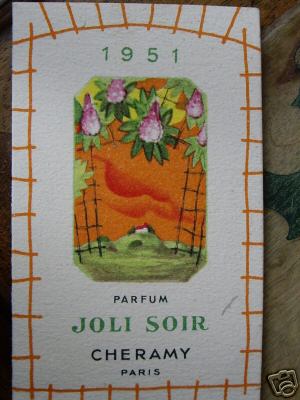 1951
PARFUM
JOLI SOIR
CHERAMY
PARIS